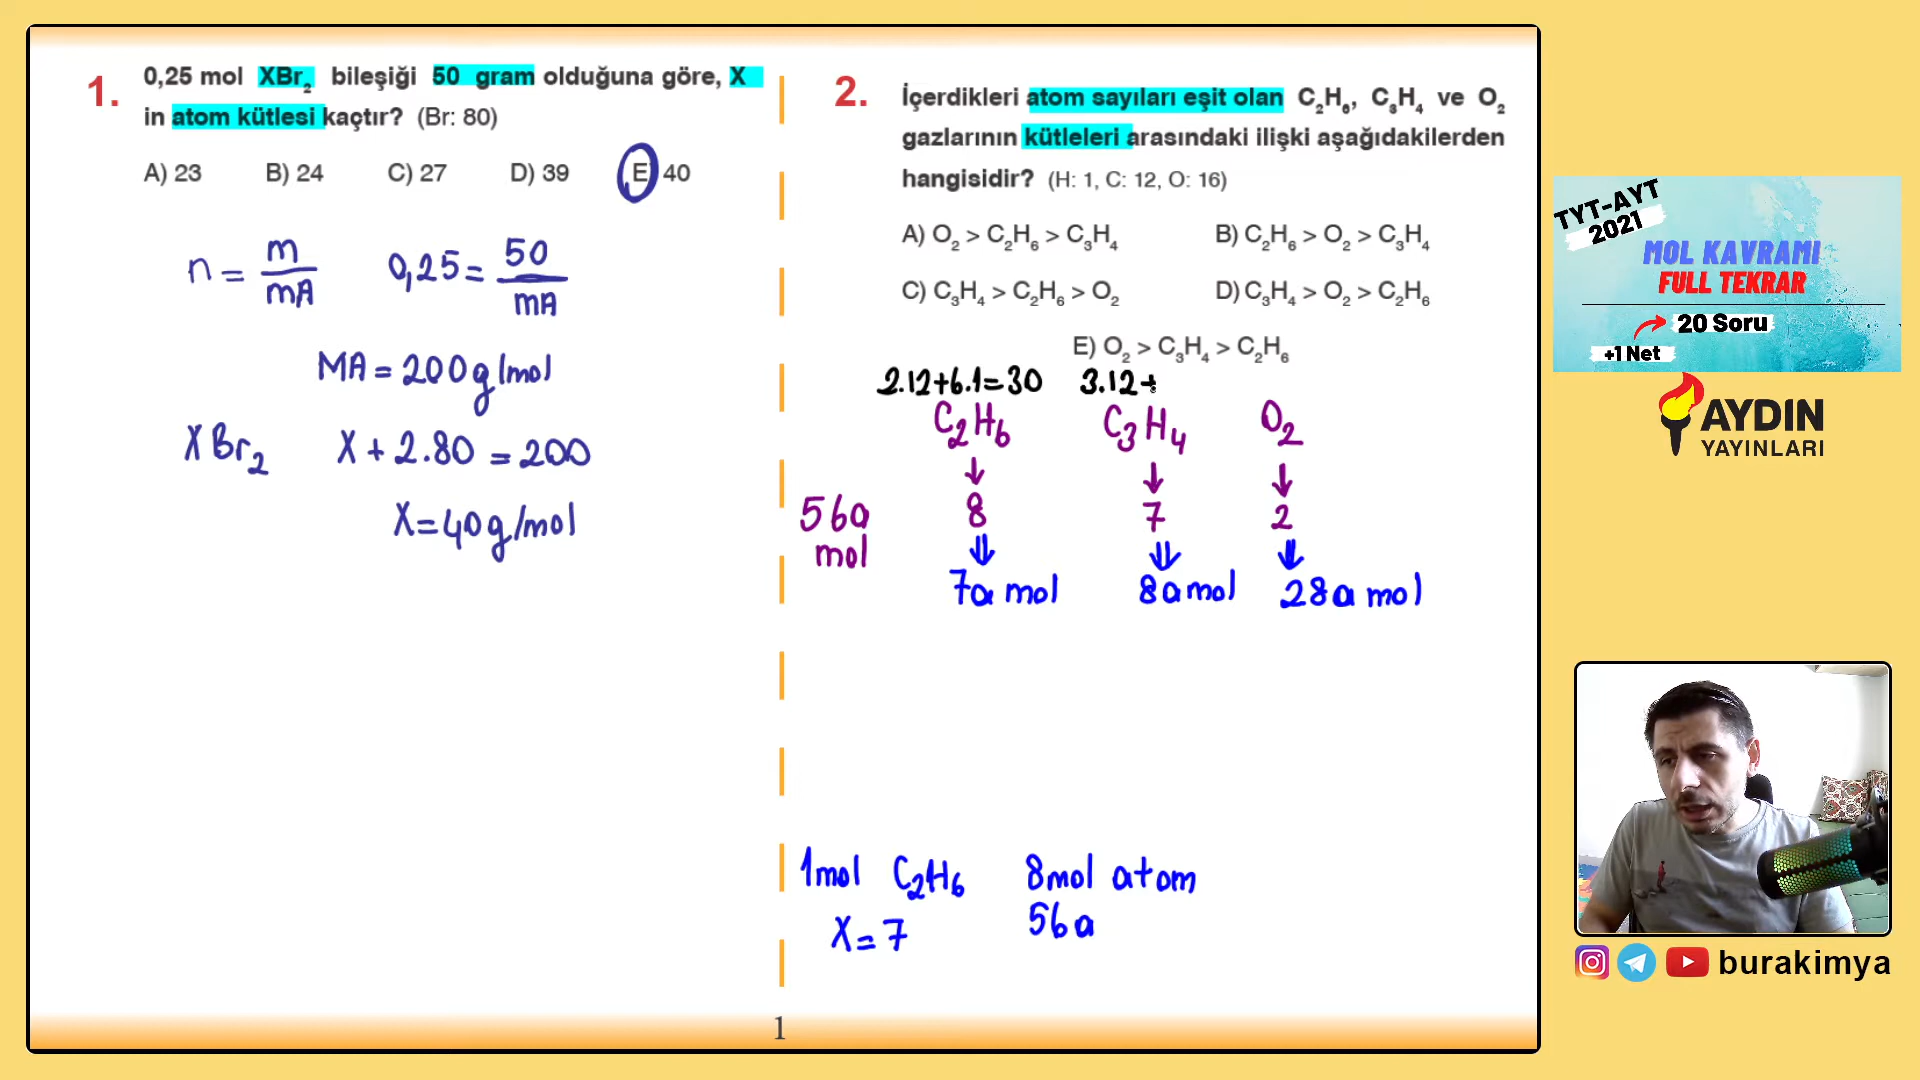 1.
0,25 mol XBr₂ bileşiği 50 gram olduğuna göre, X
in atom kütlesi kaçtır? (Br: 80)
A) 23 B) 24 C) 27 D) 39 E) 40
n = m/mA 0,25 = 50/mA
MA = 200 g/mol
XBr₂ X + 2.80 = 200
X = 40 g/mol
2.
İçerdikleri atom sayıları eşit olan C₂H₆, C₃H₄ ve O₂
gazlarının kütleleri arasındaki ilişki aşağıdakilerden
hangisidir? (H: 1, C: 12, O: 16)
A) O₂ > C₂H₆ > C₃H₄ B) C₂H₆ > O₂ > C₃H₄
C) C₃H₄ > C₂H₆ > O₂ D) C₃H₄ > O₂ > C₂H₆
E) O₂ > C₃H₄ > C₂H₆
2.12+6.1=30 3.12+
C₂H₆ C₃H₄ O₂
56a 8 7 2
mol
7a mol 8a mol 28a mol
1mol C₂H₆ 8mol atom
X=7 56a
1
TYT-AYT
2021
MOL KAVRAMI
FULL TEKRAR
20 Soru
+1 Net
AYDIN
YAYINLARI
burakimya